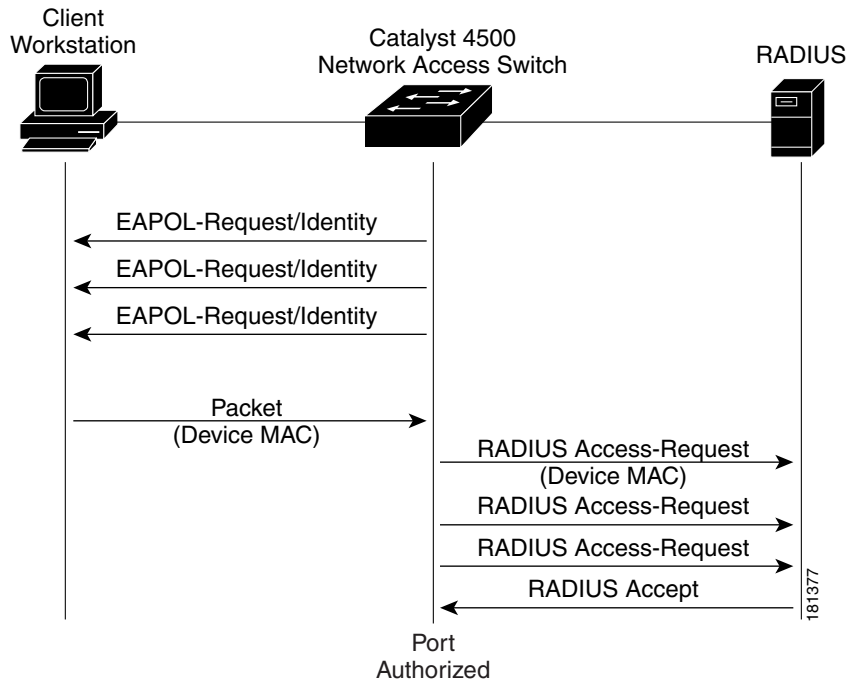 Client
Workstation
Catalyst 4500
Network Access Switch
RADIUS
EAPOL-Request/Identity
EAPOL-Request/Identity
EAPOL-Request/Identity
Packet
(Device MAC)
RADIUS Access-Request
(Device MAC)
RADIUS Access-Request
RADIUS Access-Request
RADIUS Accept
181377
Port
Authorized